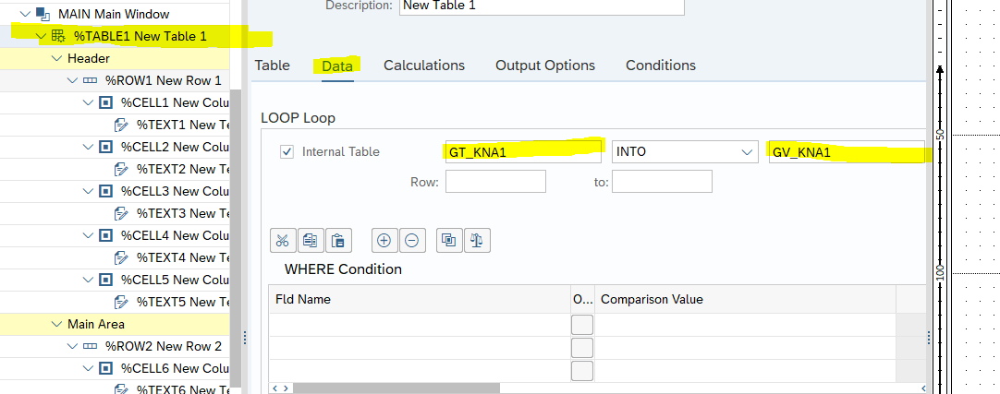 MAIN Main Window
%TABLE1 New Table 1
Header
%ROW1 New Row 1
%CELL1 New Colu
%TEXT1 New Te
%CELL2 New Colu
%TEXT2 New Te
%CELL3 New Colu
%TEXT3 New Te
%CELL4 New Colu
%TEXT4 New Te
%CELL5 New Colu
%TEXT5 New Te
Main Area
%ROW2 New Row 2
%CELL6 New Colu
%TEXT6 New Te
Description: New Table 1
Table Data Calculations Output Options Conditions
LOOP Loop
Internal Table GT_KNA1 INTO GV_KNA1
Row: to:
WHERE Condition
Fld Name O... Comparison Value
50
100